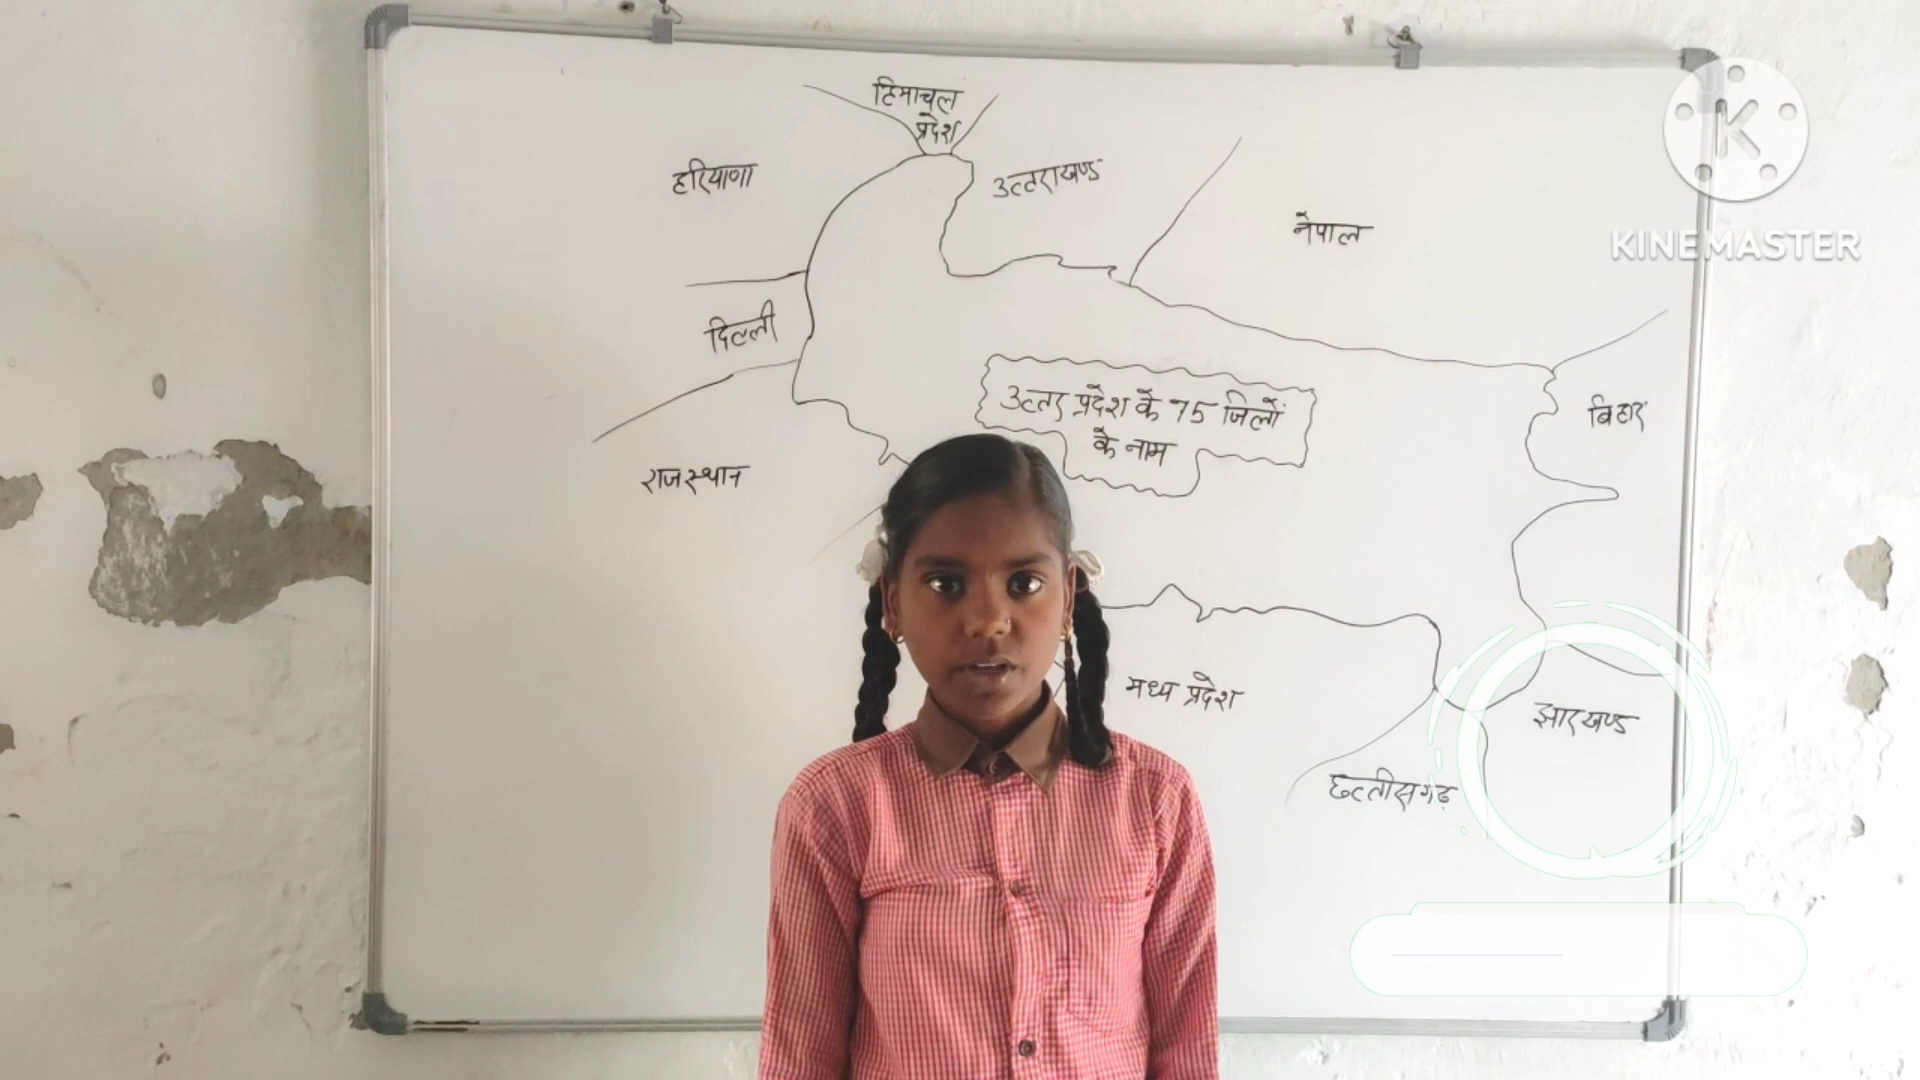 हिमाचल
प्रदेश
हरियाणा
उत्तराखण्ड
नेपाल
K
KINEMASTER
दिल्ली
उत्तर प्रदेश के 75 जिलों
के नाम
बिहार
राजस्थान
मध्य प्रदेश
झारखण्ड
छत्तीसगढ़